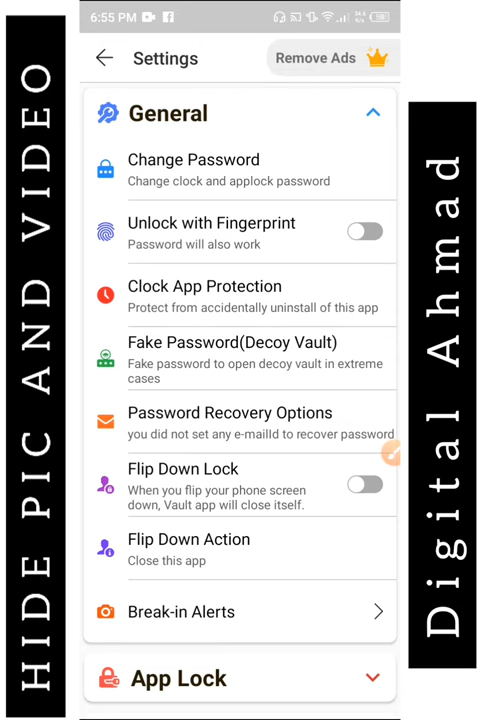 HIDE PIC AND VIDEO
6:55 PM
Settings
Remove Ads
General
Change Password
Change clock and applock password
Unlock with Fingerprint
Password will also work
Clock App Protection
Protect from accidentally uninstall of this app
Fake Password(Decoy Vault)
Fake password to open decoy vault in extreme
cases
Password Recovery Options
you did not set any e-mailId to recover password
Flip Down Lock
When you flip your phone screen
down, Vault app will close itself.
Flip Down Action
Close this app
Break-in Alerts
App Lock
Digital Ahmad